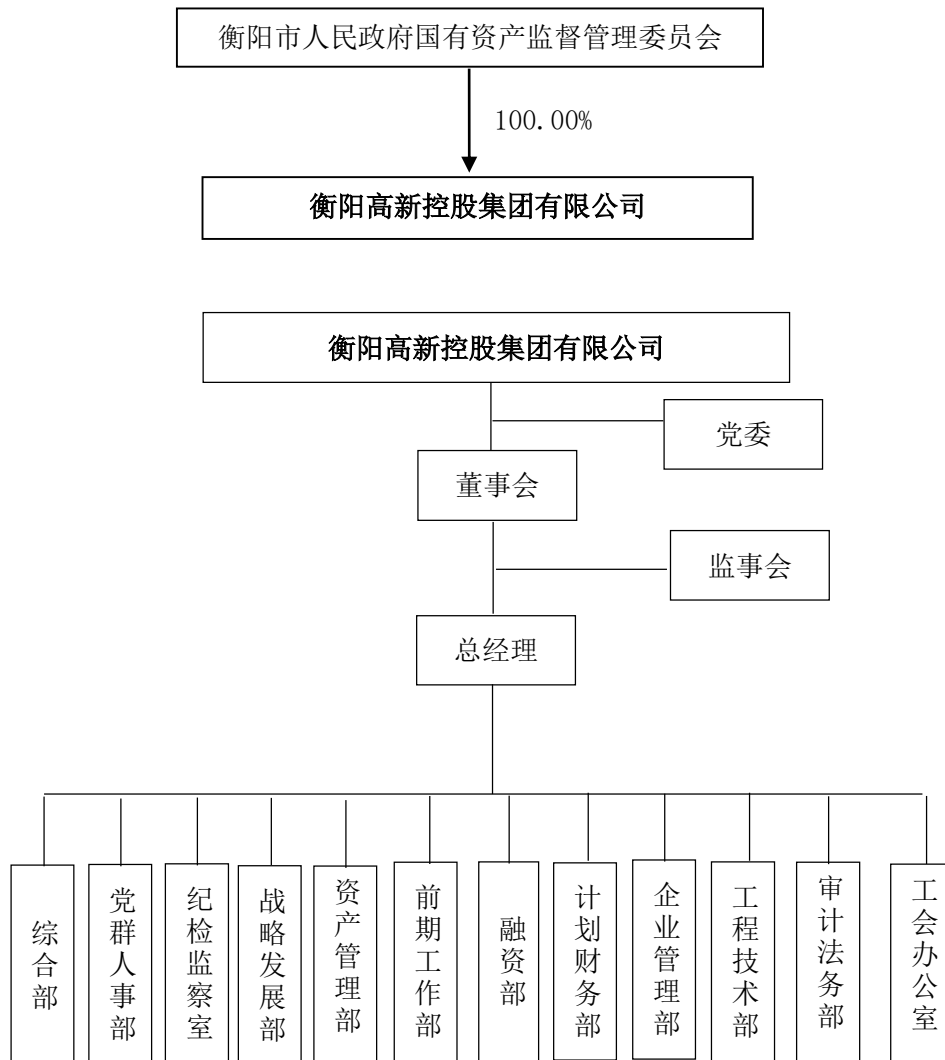 衡阳市人民政府国有资产监督管理委员会
100.00%
衡阳高新控股集团有限公司
衡阳高新控股集团有限公司
党委
董事会
监事会
总经理
综合部
党群人事部
纪检监察室
战略发展部
资产管理部
前期工作部
融资部
计划财务部
企业管理部
工程技术部
审计法务部
工会办公室